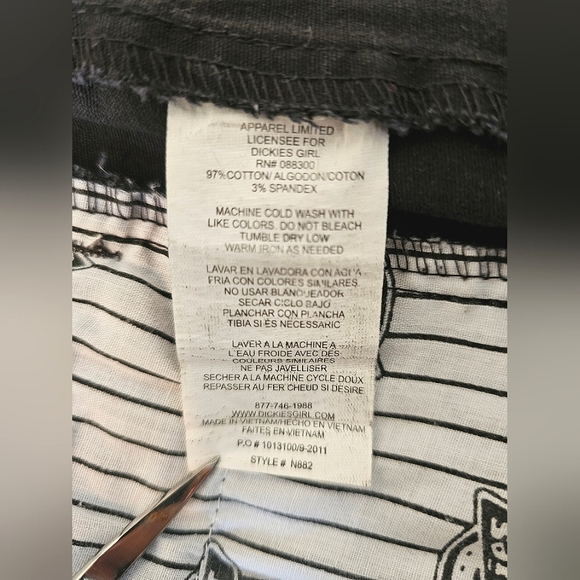 APPAREL LIMITED
LICENSEE FOR
DICKIES GIRL
RN# 088300
97%COTTON/ ALGODON/COTON
3% SPANDEX
MACHINE COLD WASH WITH
LIKE COLORS. DO NOT BLEACH
TUMBLE DRY LOW
WARM IRON AS NEEDED
LAVAR EN LAVADORA CON AGUA
FRIA CON COLORES SIMILARES.
NO USAR BLANQUEADOR
SECAR CICLO BAJO
PLANCHAR CON PLANCHA
TIBIA SI ES NECESSARIC
LAVER A LA MACHINE A
L'EAU FROIDE AVEC DES
COULEURS SIMILAIRES
NE PAS JAVELLISER
SECHER A LA MACHINE CYCLE DOUX
REPASSER AU FER CHEUD SI DESIRE
877-746-1988
WWW.DICKIESGIRL.COM
MADE IN VIETNAM/HECHO EN VIETNAM
FAITES EN VIETNAM
P.O # 1013100/9-2011
STYLE # N882